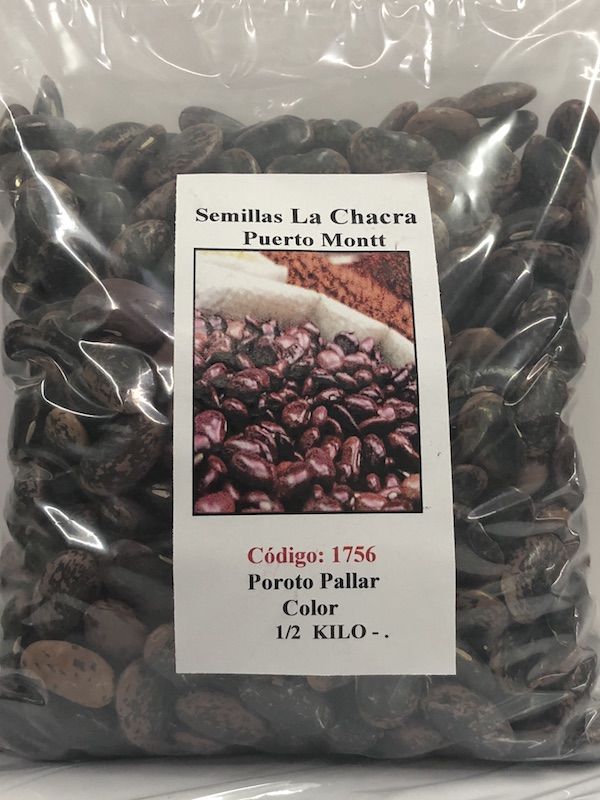 Semillas La Chacra
Puerto Montt
Código: 1756
Poroto Pallar
Color
1/2 KILO - .